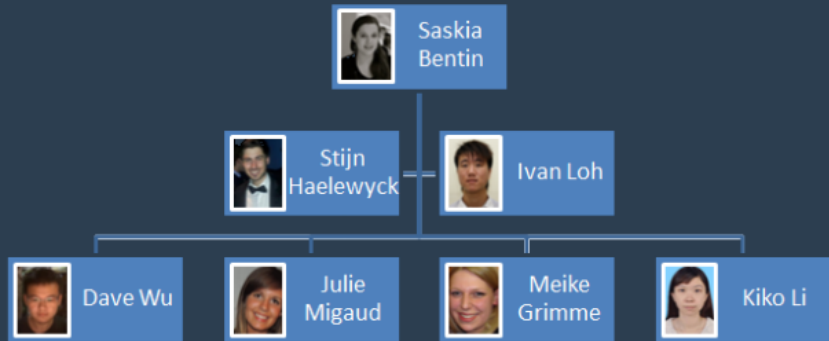 Saskia
Bentin
Stijn
Haelewyck
Ivan Loh
Dave Wu
Julie
Migaud
Meike
Grimme
Kiko Li